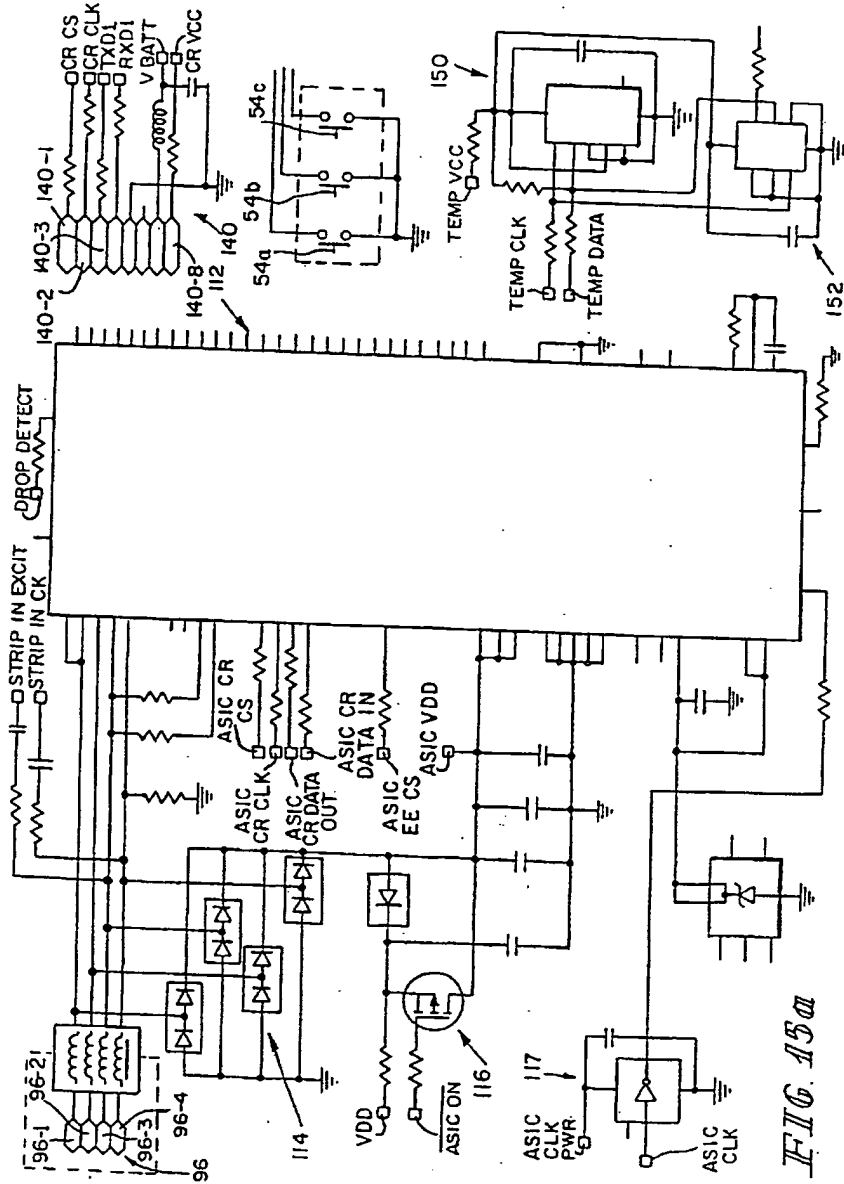 96-1
96-2
96-3
96-4
96
STRIP IN EXCIT
STRIP IN CK
DROP DETECT
140-1
140-3
140-2
140-8
112
140
CR CS
CR CLK
TXD1
RXD1
V BATT
CR VCC
54a
54b
54c
114
ASIC CR
CS
ASIC
CR CLK
ASIC
CR DATA
OUT
ASIC CR
DATA IN
ASIC
EE CS
ASIC VDD
VDD
ASIC ON
116
117
ASIC
CLK
PWR.
ASIC
CLK
TEMP VCC
TEMP CLK
TEMP DATA
150
152
FIG. 15a